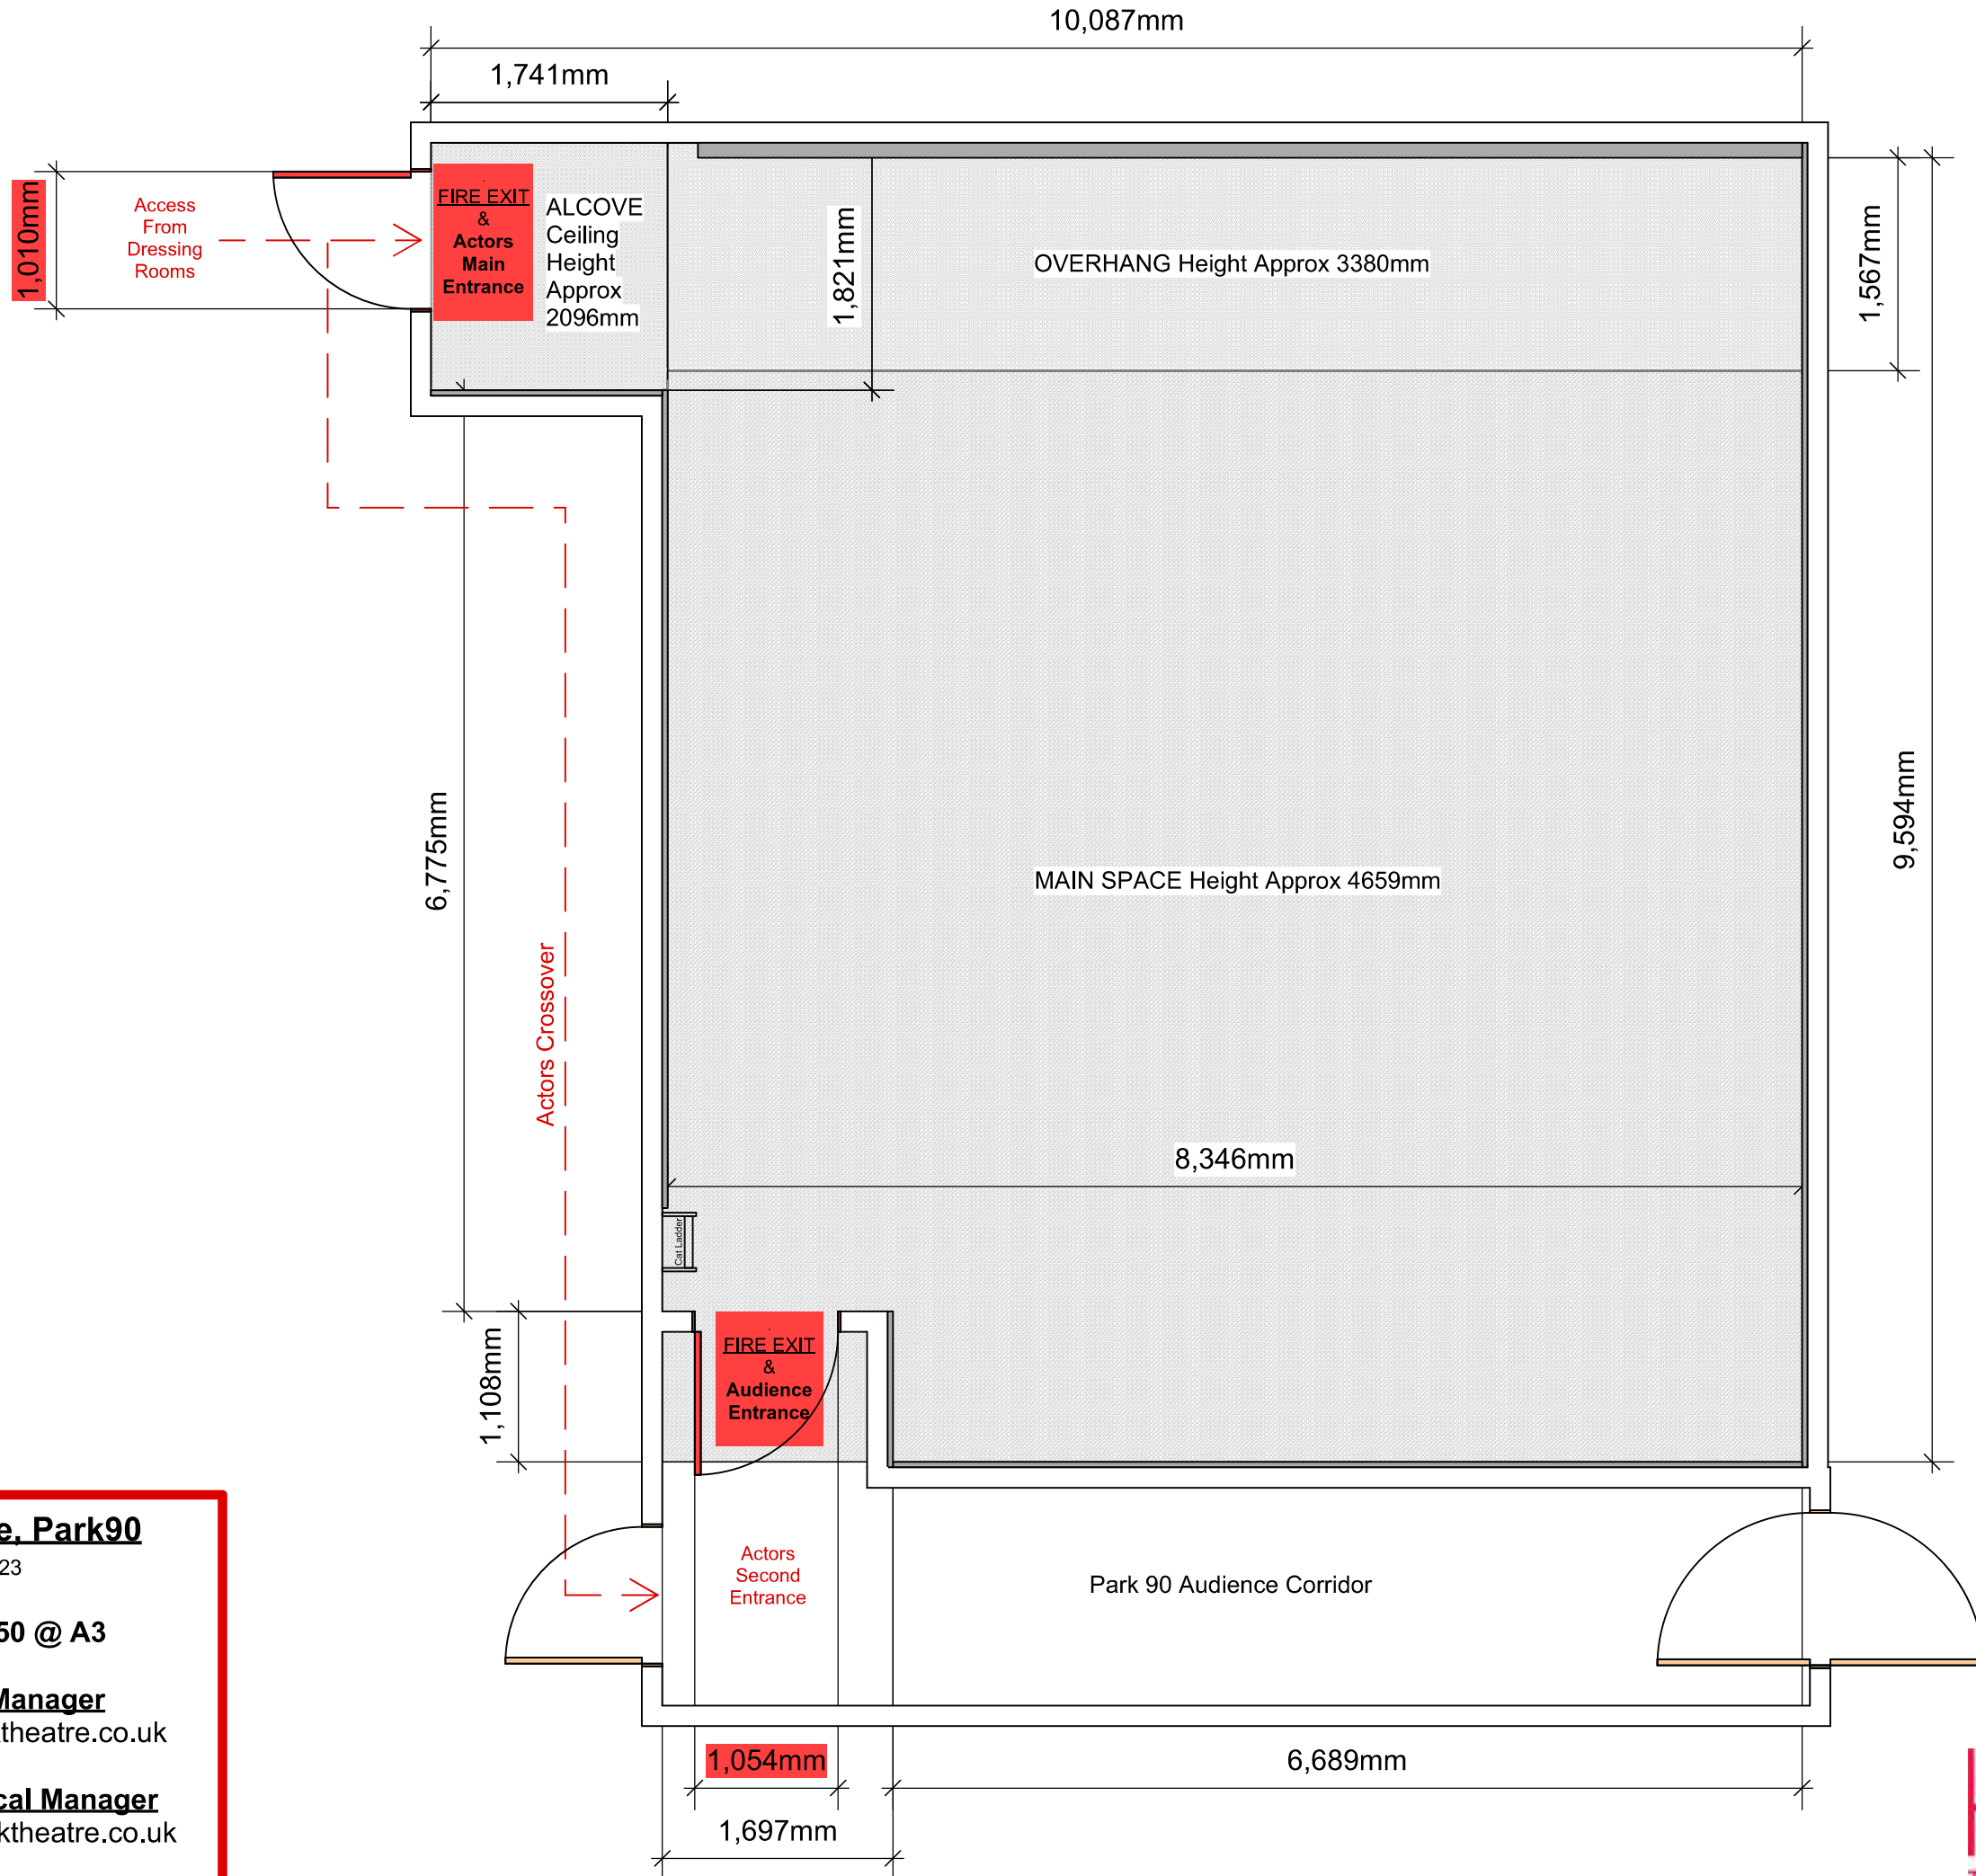 10,087mm
1,741mm
1,010mm
Access
From
Dressing
Rooms
FIRE EXIT
&
Actors
Main
Entrance
ALCOVE
Ceiling
Height
Approx
2096mm
1,821mm
OVERHANG Height Approx 3380mm
1,567mm
9,594mm
6,775mm
MAIN SPACE Height Approx 4659mm
Actors Crossover
8,346mm
Cat Ladder
1,108mm
FIRE EXIT
&
Audience
Entrance
Actors
Second
Entrance
Park 90 Audience Corridor
1,054mm
6,689mm
1,697mm
e, Park90
23
50 @ A3
Manager
ktheatre.co.uk
cal Manager
ktheatre.co.uk